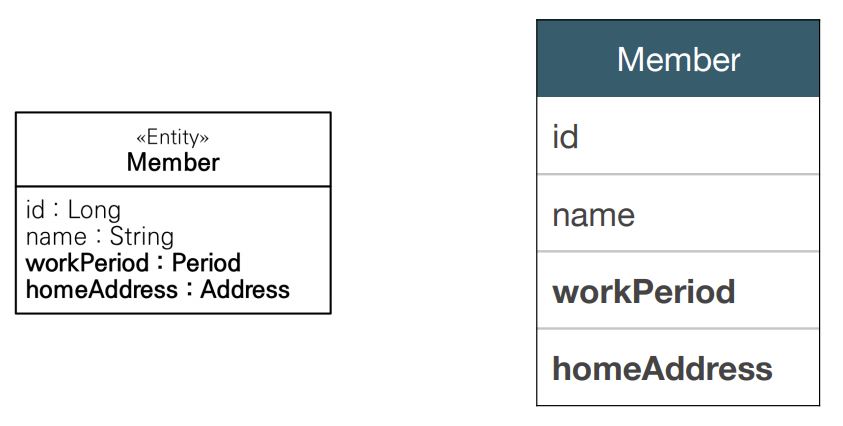 «Entity»
Member
id : Long
name : String
workPeriod : Period
homeAddress : Address
Member
id
name
workPeriod
homeAddress